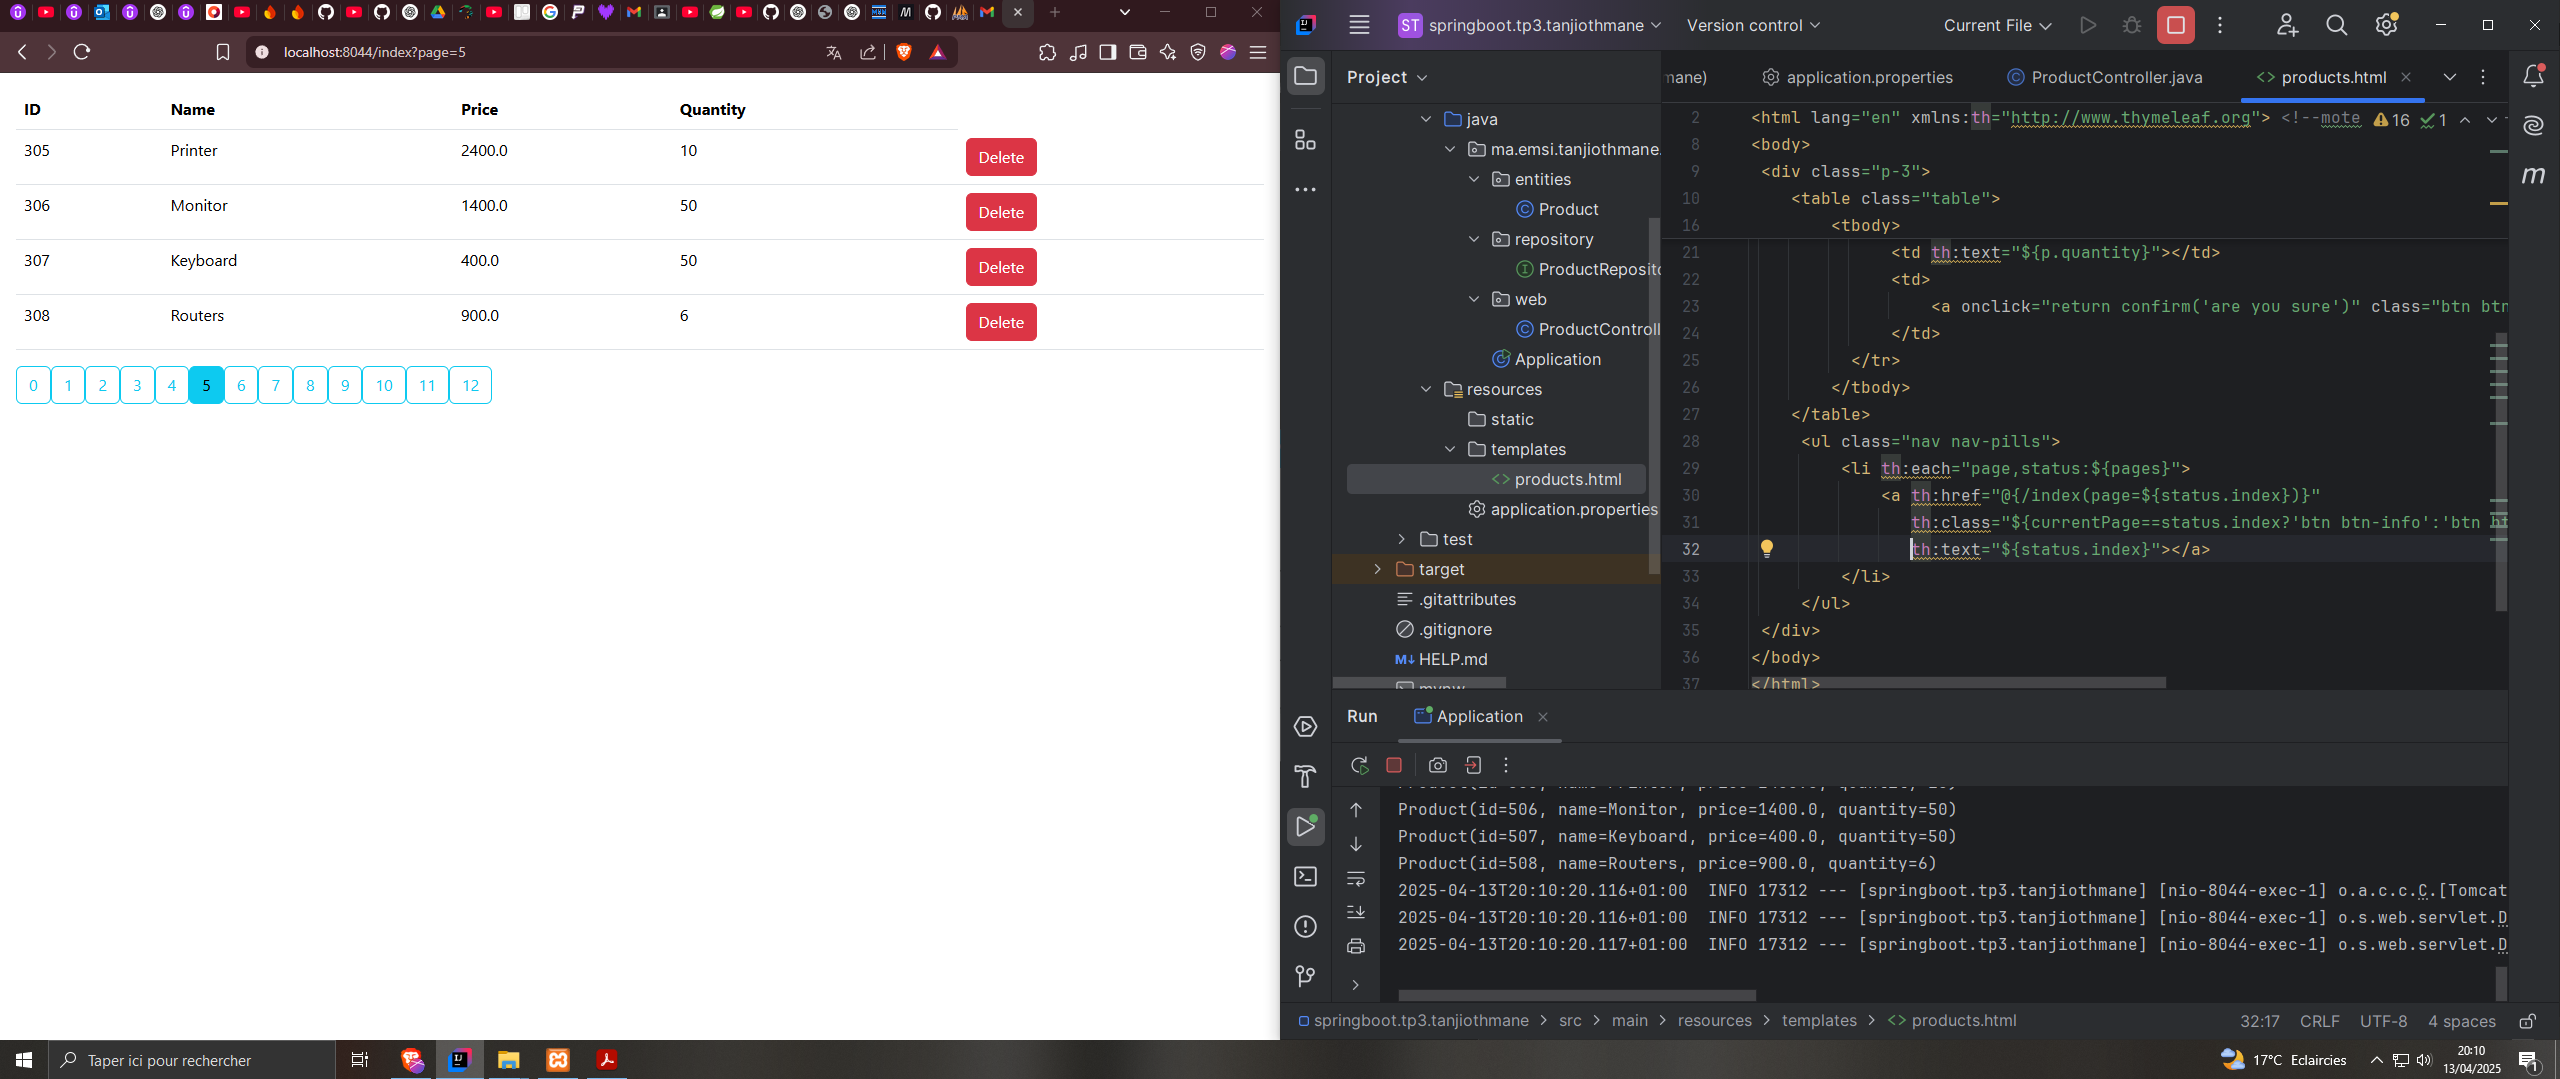 localhost:8044/index?page=5
ID Name Price Quantity
305 Printer 2400.0 10 Delete
306 Monitor 1400.0 50 Delete
307 Keyboard 400.0 50 Delete
308 Routers 900.0 6 Delete
0 1 2 3 4 5 6 7 8 9 10 11 12
ST springboot.tp3.tanjiothmane Version control Current File
Project
mane) application.properties ProductController.java products.html
java
ma.emsi.tanjiothmane.
entities
Product
repository
ProductReposito
web
ProductControll
Application
resources
static
templates
products.html
application.properties
test
target
.gitattributes
.gitignore
M↓ HELP.md
mvnw
2 <html lang="en" xmlns:th="http://www.thymeleaf.org"> <!--mote 16 1
8 <body>
9 <div class="p-3">
10 <table class="table">
16 <tbody>
21 <td th:text="${p.quantity}"></td>
22 <td>
23 <a onclick="return confirm('are you sure')" class="btn btn
24 </td>
25 </tr>
26 </tbody>
27 </table>
28 <ul class="nav nav-pills">
29 <li th:each="page,status:${pages}">
30 <a th:href="@{/index(page=${status.index})}"
31 th:class="${currentPage==status.index?'btn btn-info':'btn bt
32 th:text="${status.index}"></a>
33 </li>
34 </ul>
35 </div>
36 </body>
37 </html>
Run Application
Product(id=506, name=Monitor, price=1400.0, quantity=50)
Product(id=507, name=Keyboard, price=400.0, quantity=50)
Product(id=508, name=Routers, price=900.0, quantity=6)
2025-04-13T20:10:20.116+01:00 INFO 17312 --- [springboot.tp3.tanjiothmane] [nio-8044-exec-1] o.a.c.c.C.[Tomcat
2025-04-13T20:10:20.116+01:00 INFO 17312 --- [springboot.tp3.tanjiothmane] [nio-8044-exec-1] o.s.web.servlet.D
2025-04-13T20:10:20.117+01:00 INFO 17312 --- [springboot.tp3.tanjiothmane] [nio-8044-exec-1] o.s.web.servlet.D
springboot.tp3.tanjiothmane > src > main > resources > templates > <> products.html
32:17 CRLF UTF-8 4 spaces
Taper ici pour rechercher
17°C Eclaircies
20:10
13/04/2025
1